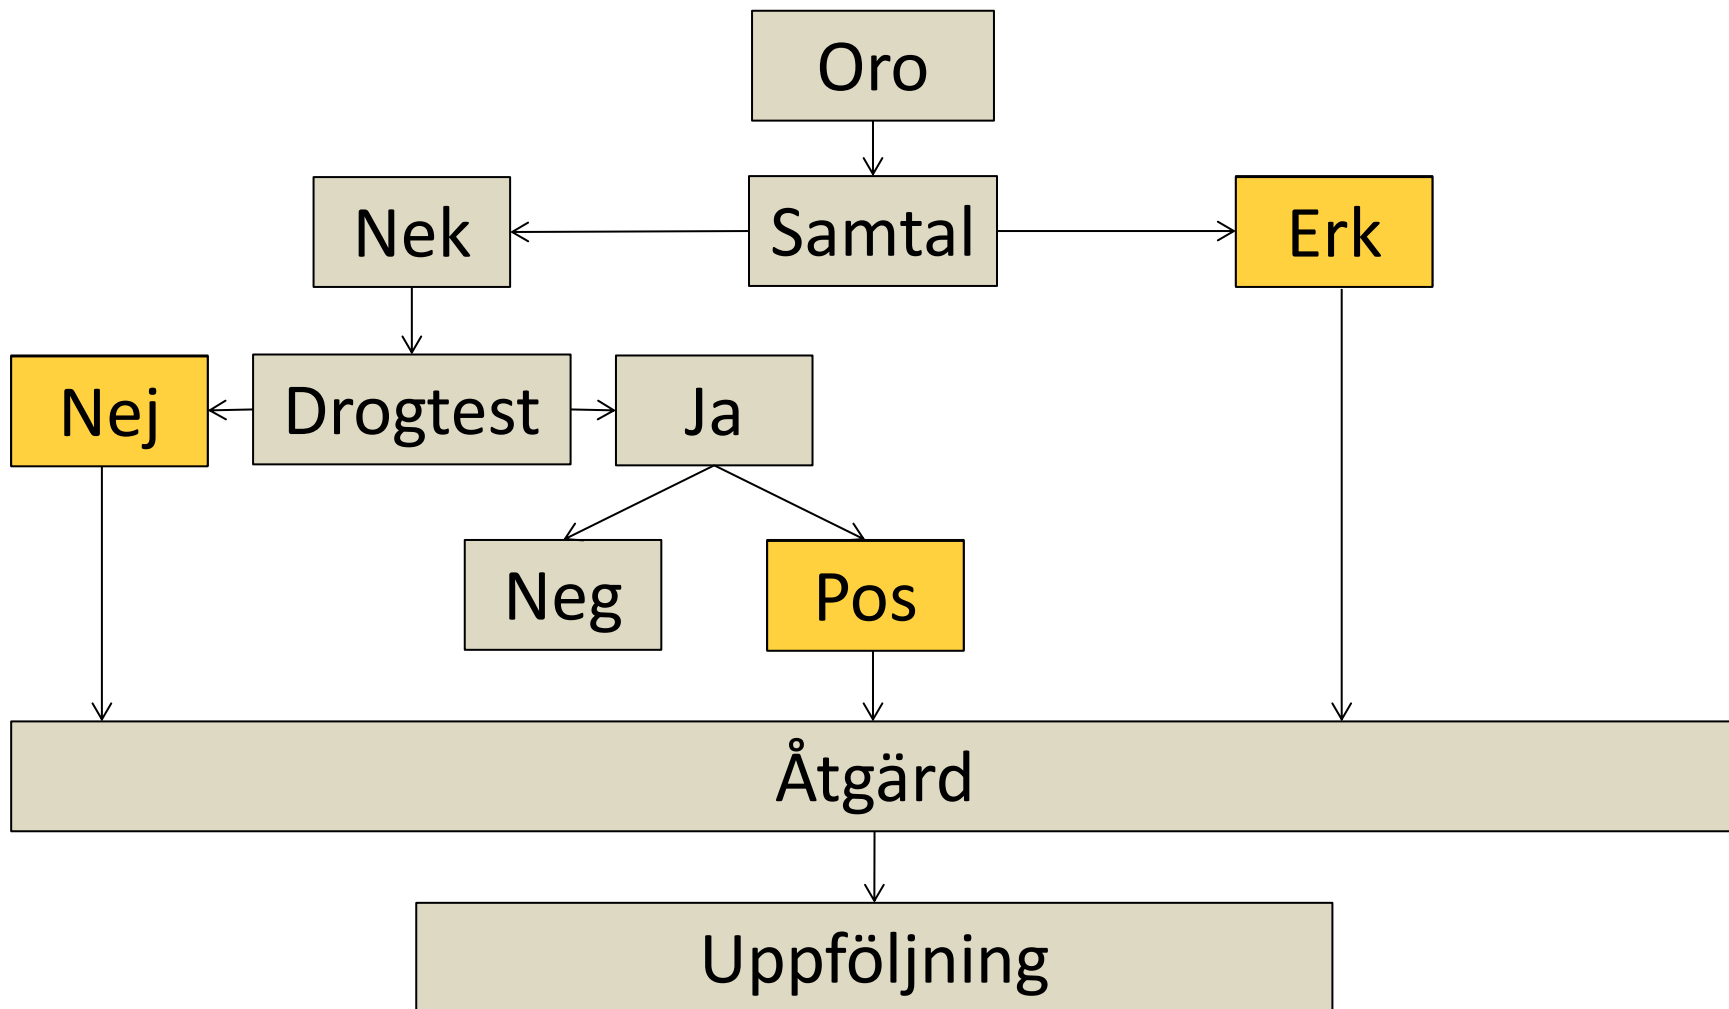 Oro
Nek
Samtal
Erk
Nej
Drogtest
Ja
Neg
Pos
Åtgärd
Uppföljning